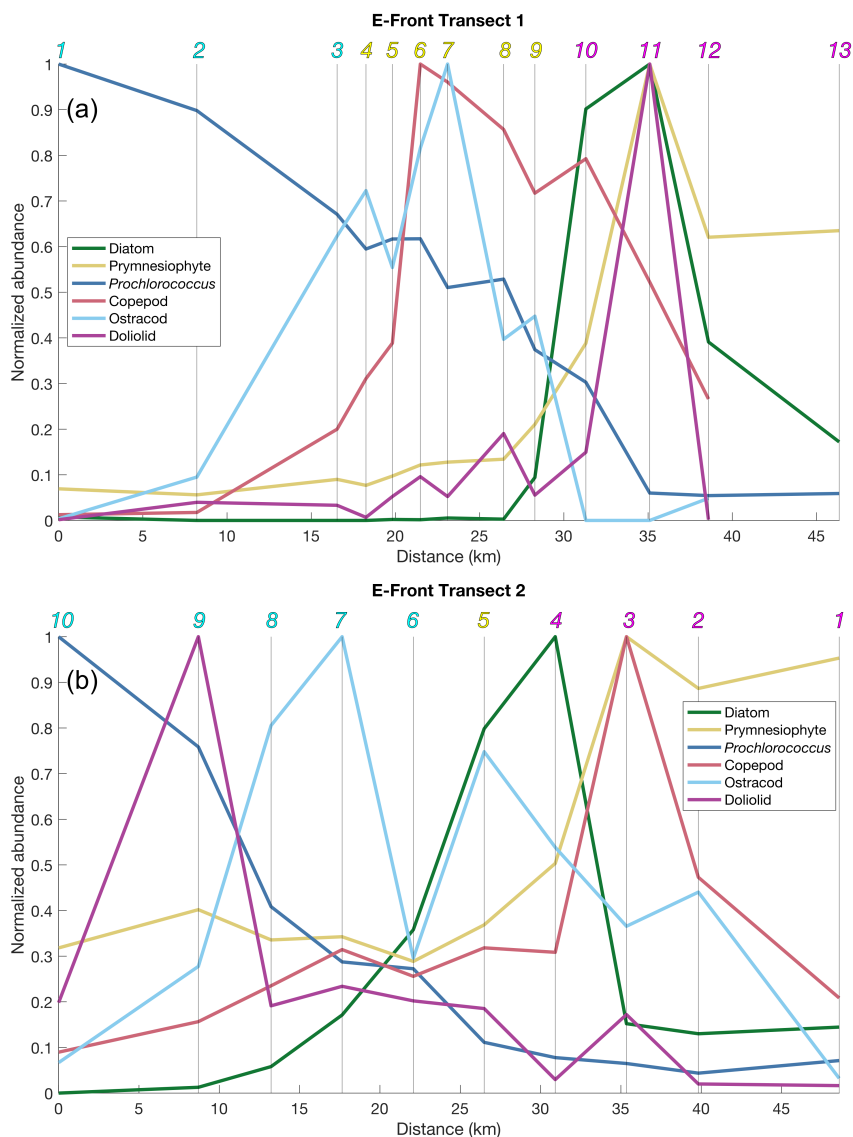 E-Front Transect 1
1 2 3 4 5 6 7 8 9 10 11 12 13
(a)
1
0.9
0.8
0.7
0.6
0.5
0.4
0.3
0.2
0.1
0
Normalized abundance
Diatom
Prymnesiophyte
Prochlorococcus
Copepod
Ostracod
Doliolid
0 5 10 15 20 25 30 35 40 45
Distance (km)
E-Front Transect 2
10 9 8 7 6 5 4 3 2 1
(b)
1
0.9
0.8
0.7
0.6
0.5
0.4
0.3
0.2
0.1
0
Normalized abundance
Diatom
Prymnesiophyte
Prochlorococcus
Copepod
Ostracod
Doliolid
0 5 10 15 20 25 30 35 40 45
Distance (km)